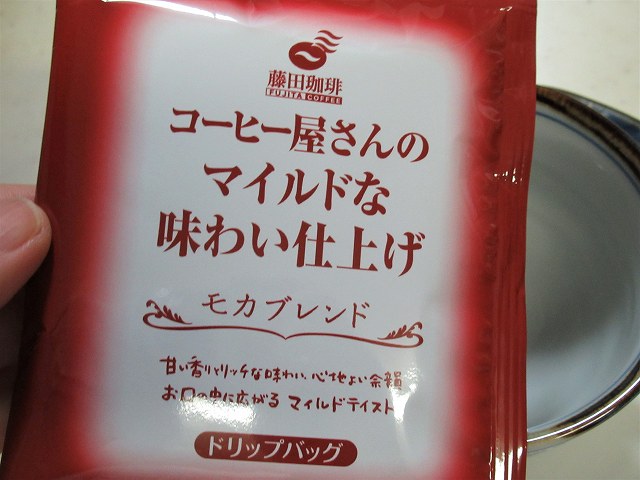 藤田珈琲
FUJITA COFFEE
コーヒー屋さんの
マイルドな
味わい仕上げ
モカブレンド
甘い香りとリッチな味わい、心地よい余韻
お口の中に広がる マイルドテイスト
ドリップバッグ